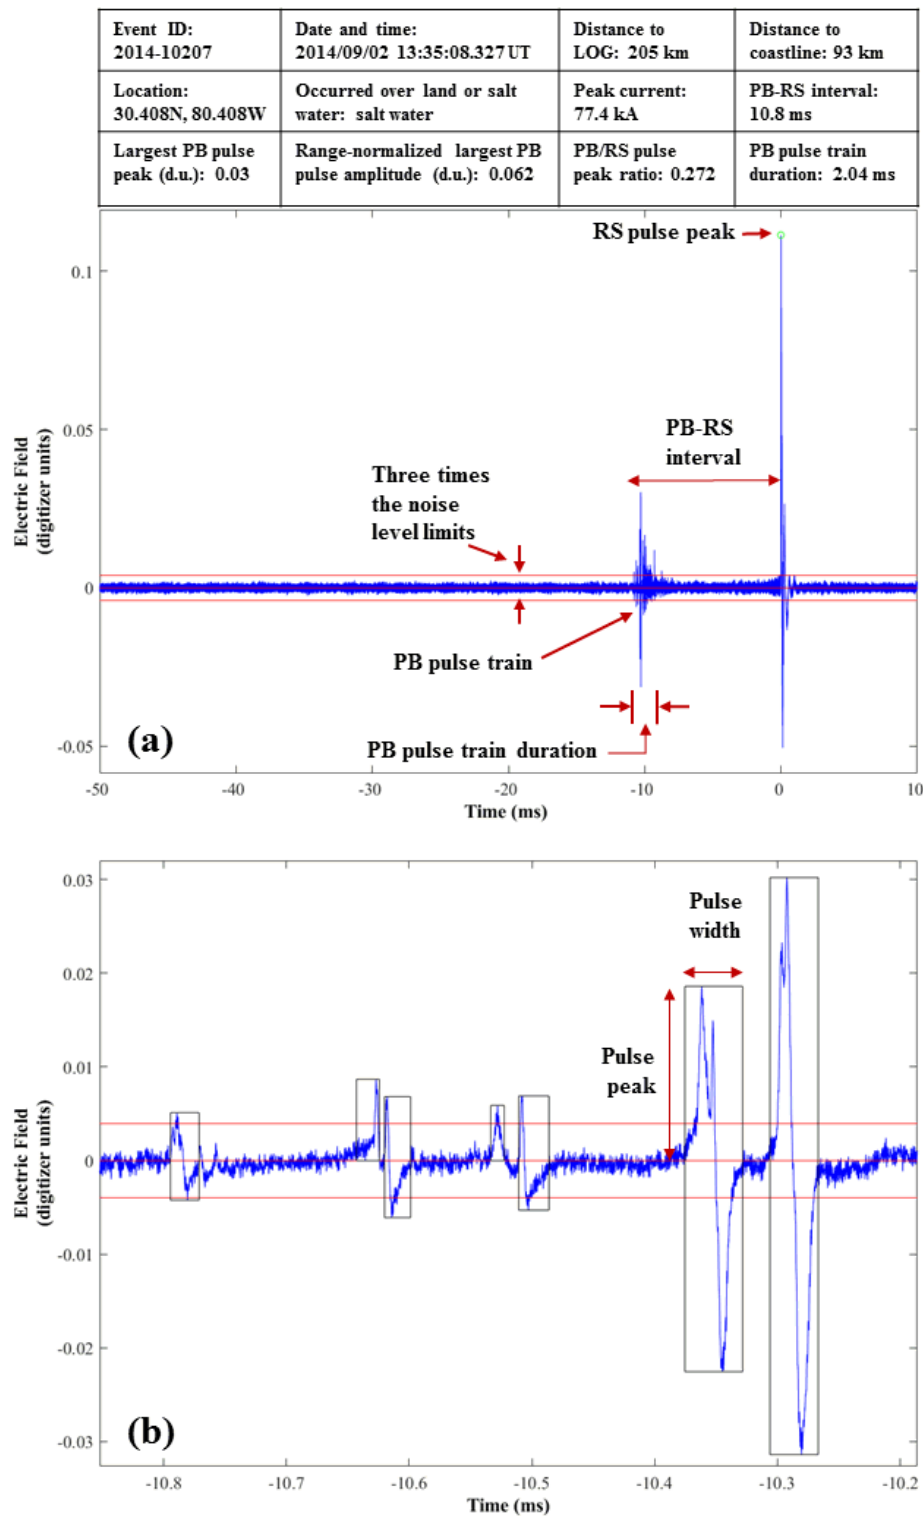 Event ID:
2014-10207
Date and time:
2014/09/02 13:35:08.327 UT
Distance to
LOG: 205 km
Distance to
coastline: 93 km
Location:
30.408N, 80.408W
Occurred over land or salt
water: salt water
Peak current:
77.4 kA
PB-RS interval:
10.8 ms
Largest PB pulse
peak (d.u.): 0.03
Range-normalized largest PB
pulse amplitude (d.u.): 0.062
PB/RS pulse
peak ratio: 0.272
PB pulse train
duration: 2.04 ms
RS pulse peak
0.1
0.05
0
-0.05
Electric Field
(digitizer units)
PB-RS
interval
Three times
the noise
level limits
PB pulse train
PB pulse train duration
(a)
-50 -40 -30 -20 -10 0 10
Time (ms)
0.03
0.02
0.01
0
-0.01
-0.02
-0.03
Electric Field
(digitizer units)
Pulse
width
Pulse
peak
(b)
-10.8 -10.7 -10.6 -10.5 -10.4 -10.3 -10.2
Time (ms)